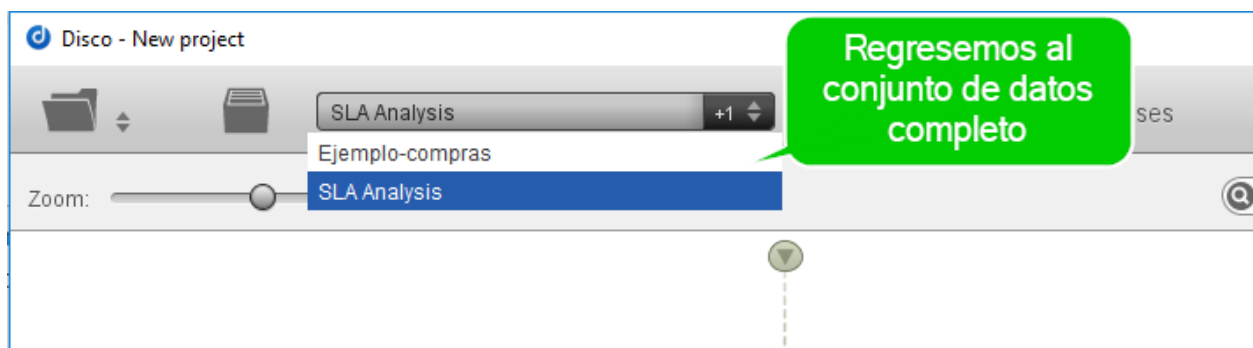 Disco - New project
Regresemos al
conjunto de datos
completo
SLA Analysis
+1
ses
Ejemplo-compras
SLA Analysis
Zoom: